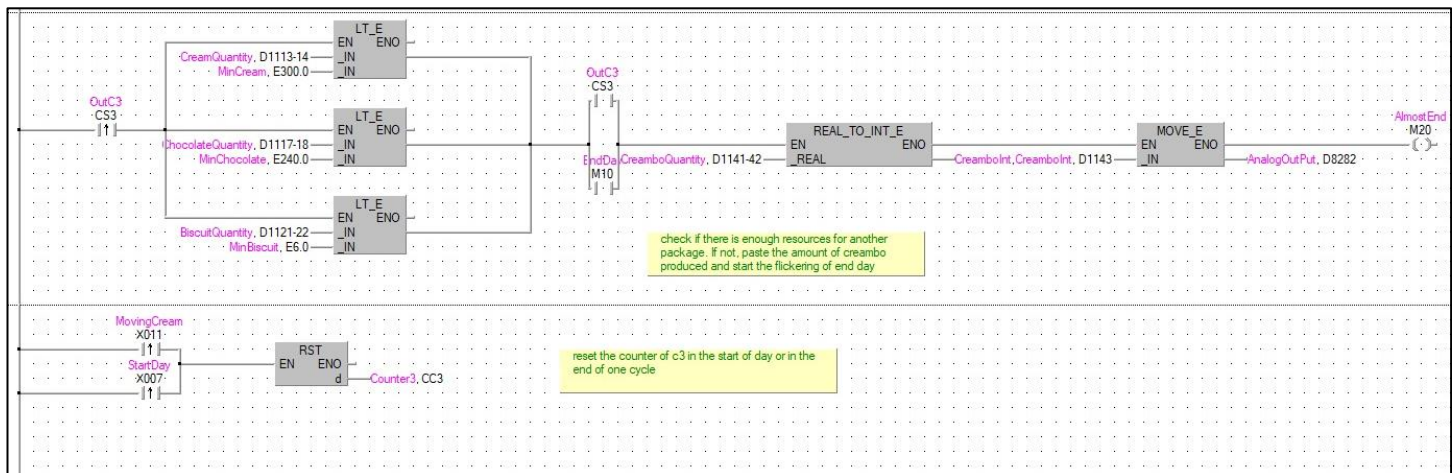 LT_E
EN ENO
CreamQuantity, D1113-14 _IN
MinCream, E300.0 _IN
OutC3
CS3
OutC3
CS3
LT_E
EN ENO
ChocolateQuantity, D1117-18 _IN
MinChocolate, E240.0 _IN
REAL_TO_INT_E
EN ENO
CreamboQuantity, D1141-42 _REAL CreamboInt,CreamboInt, D1143
MOVE_E
EN ENO
_IN AnalogOutPut, D8282
AlmostEnd
M20
EndDay
M10
LT_E
EN ENO
BiscuitQuantity, D1121-22 _IN
MinBiscuit, E6.0 _IN
check if there is enough resources for another
package. If not, paste the amount of creambo
produced and start the flickering of end day
MovingCream
X011
StartDay
X007
RST
EN ENO
d Counter3, CC3
reset the counter of c3 in the start of day or in the
end of one cycle